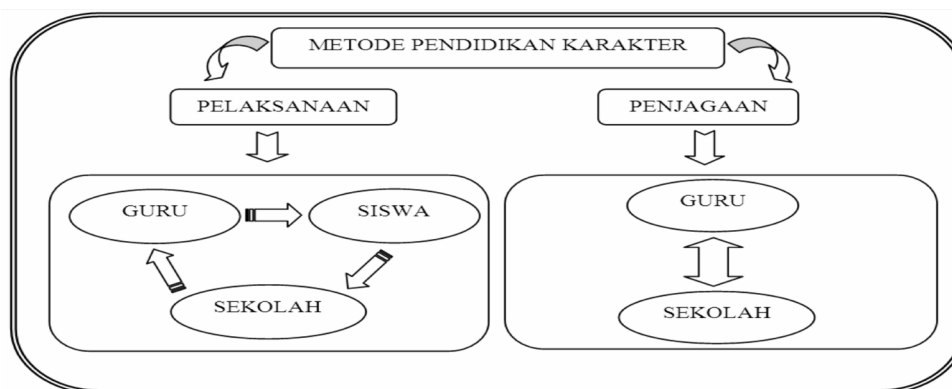 METODE PENDIDIKAN KARAKTER
PELAKSANAAN
PENJAGAAN
GURU
SISWA
SEKOLAH
GURU
SEKOLAH